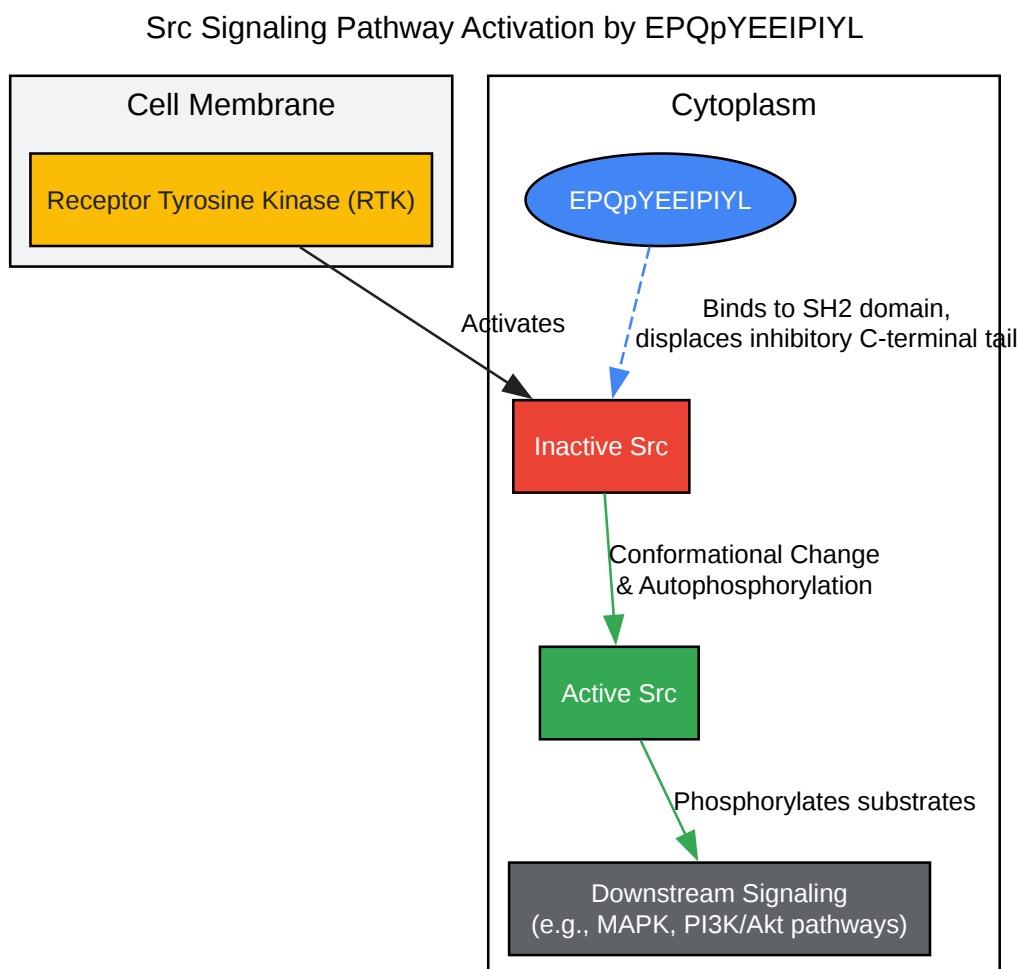 Src Signaling Pathway Activation by EPQpYEEIPIYL
Cell Membrane
Receptor Tyrosine Kinase (RTK)
Cytoplasm
EPQpYEEIPIYL
Activates
Binds to SH2 domain,
displaces inhibitory C-terminal tail
Inactive Src
Conformational Change
& Autophosphorylation
Active Src
Phosphorylates substrates
Downstream Signaling
(e.g., MAPK, PI3K/Akt pathways)